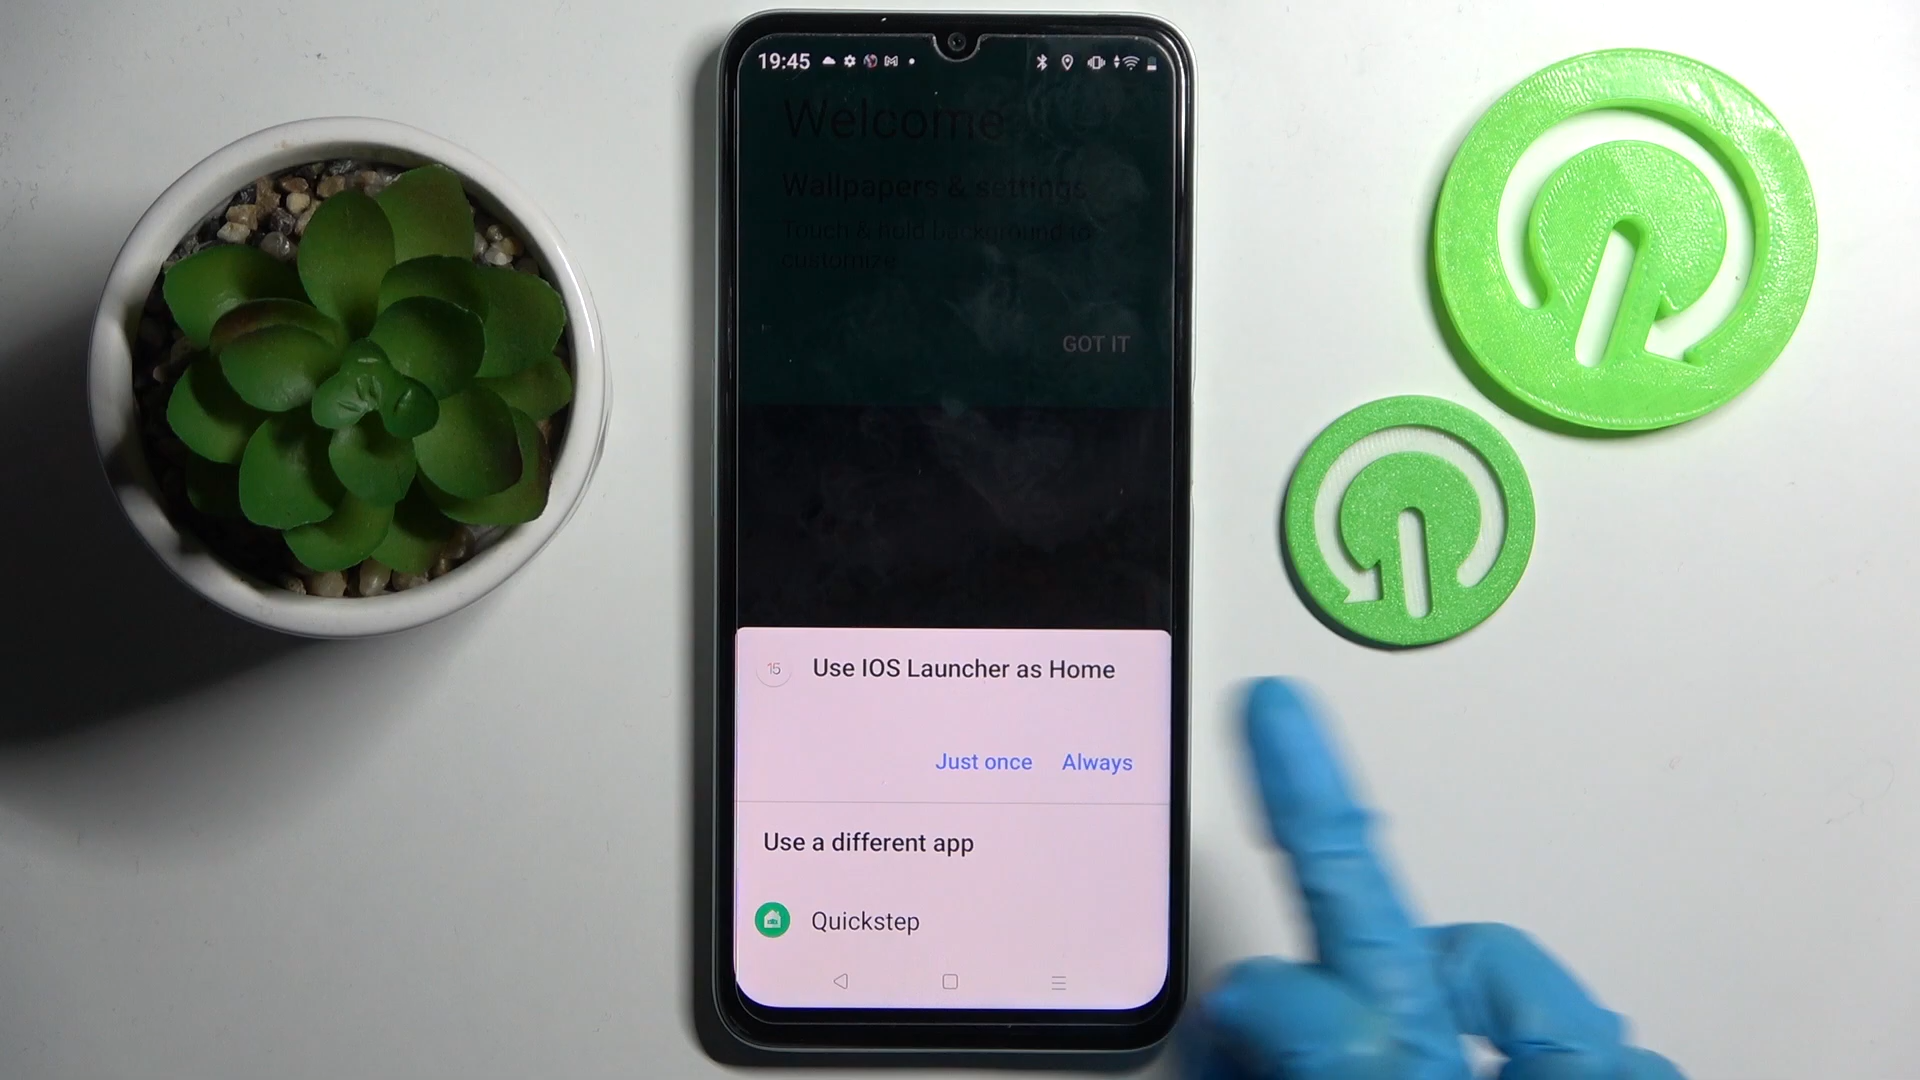 19:45
Welcome
Wallpapers & settings
Touch & hold background to
customize
GOT IT
15
Use IOS Launcher as Home
Just once
Always
Use a different app
Quickstep